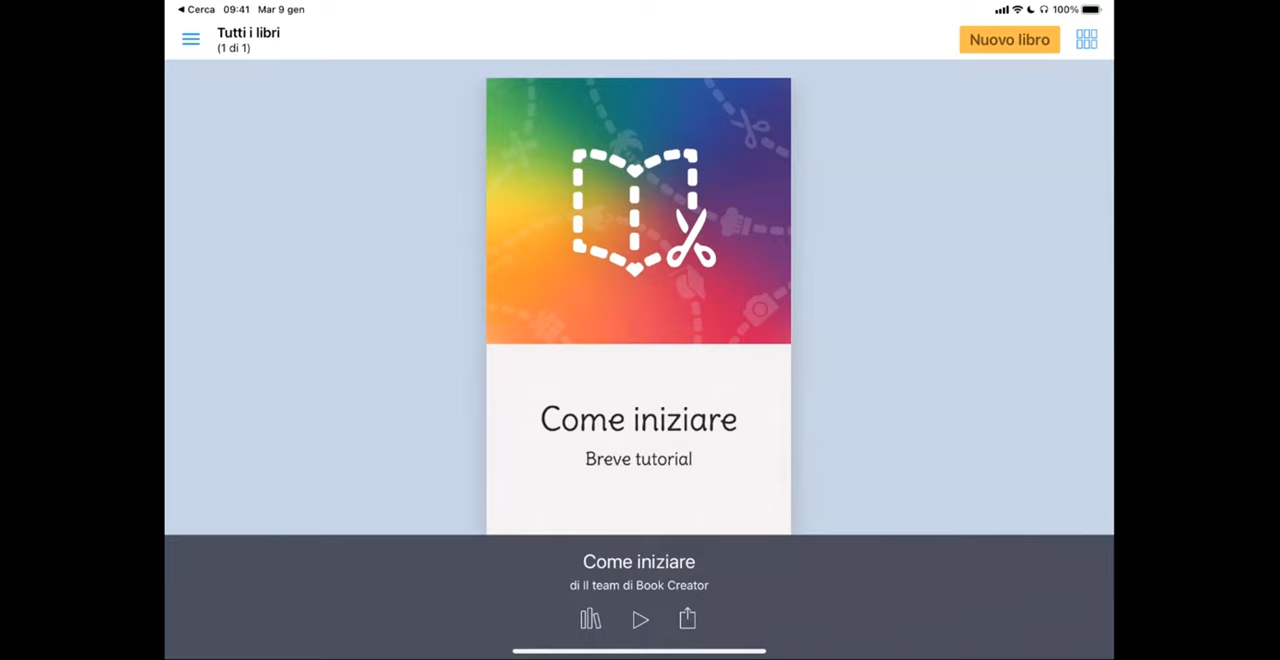 Cerca 09:41 Mar 9 gen 100%
Tutti i libri
(1 di 1)
Nuovo libro
Come iniziare
Breve tutorial
Come iniziare
di Il team di Book Creator